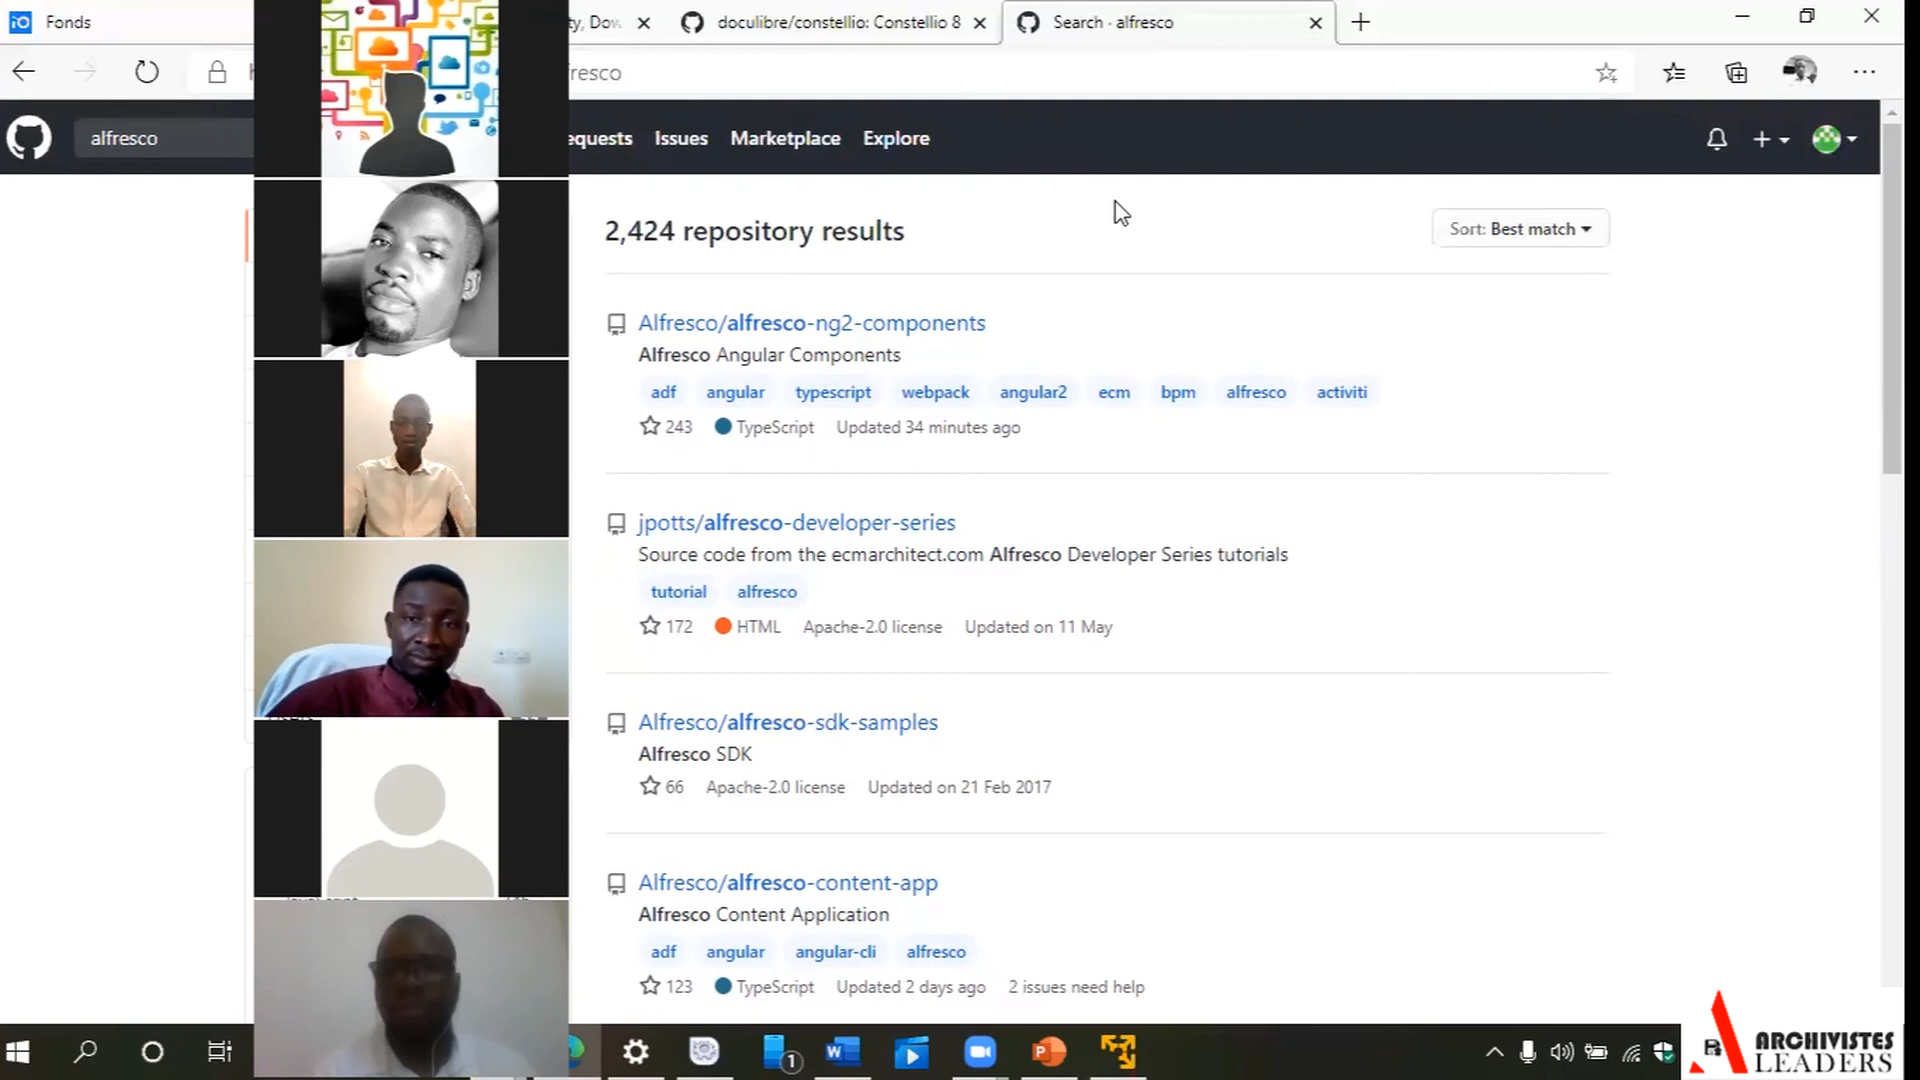 Fonds
ty, Dow
doculibre/constellio: Constellio 8
Search · alfresco
fresco
alfresco
equests
Issues
Marketplace
Explore
2,424 repository results
Sort: Best match
Alfresco/alfresco-ng2-components
Alfresco Angular Components
adf angular typescript webpack angular2 ecm bpm alfresco activiti
243 TypeScript Updated 34 minutes ago
jpotts/alfresco-developer-series
Source code from the ecmarchitect.com Alfresco Developer Series tutorials
tutorial alfresco
172 HTML Apache-2.0 license Updated on 11 May
Alfresco/alfresco-sdk-samples
Alfresco SDK
66 Apache-2.0 license Updated on 21 Feb 2017
Alfresco/alfresco-content-app
Alfresco Content Application
adf angular angular-cli alfresco
123 TypeScript Updated 2 days ago 2 issues need help
1
ARCHIVISTES
LEADERS